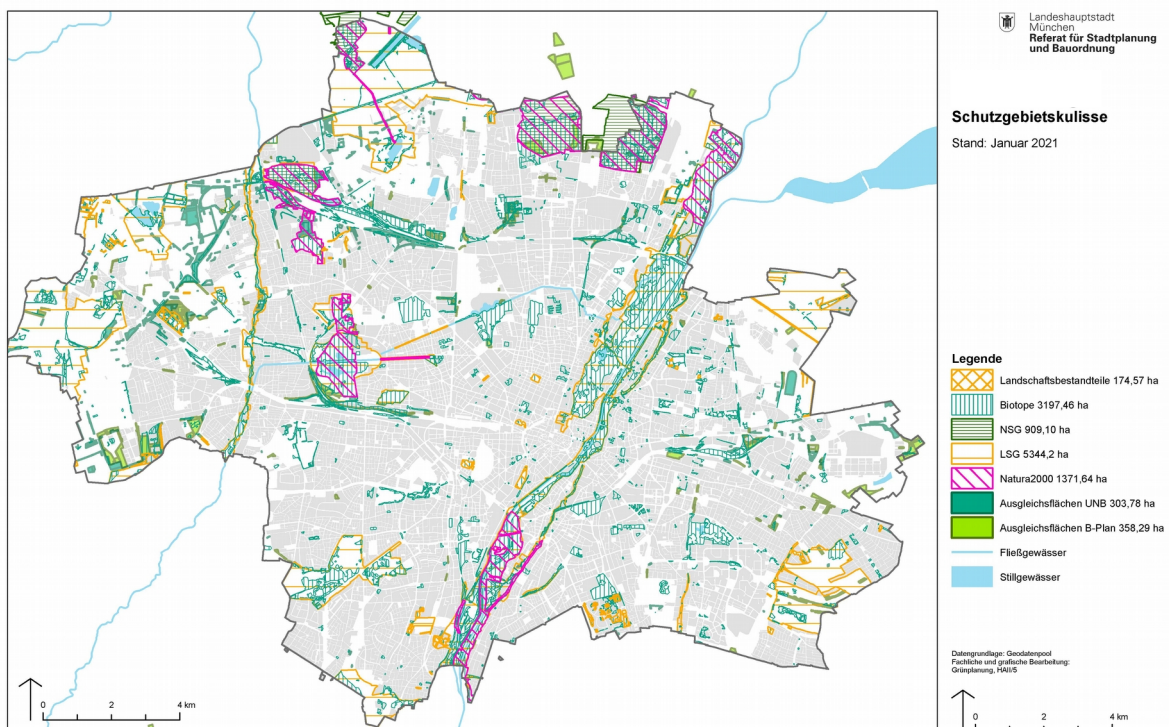 Landeshauptstadt
München
Referat für Stadtplanung
und Bauordnung
Schutzgebietskulisse
Stand: Januar 2021
Legende
Landschaftsbestandteile 174,57 ha
Biotope 3197,46 ha
NSG 909,10 ha
LSG 5344,2 ha
Natura2000 1371,64 ha
Ausgleichsflächen UNB 303,78 ha
Ausgleichsflächen B-Plan 358,29 ha
Fließgewässer
Stillgewässer
Datengrundlage: Geodatenpool
Fachliche und grafische Bearbeitung:
Grünplanung, HAII/5
0 2 4 km
0 2 4 km